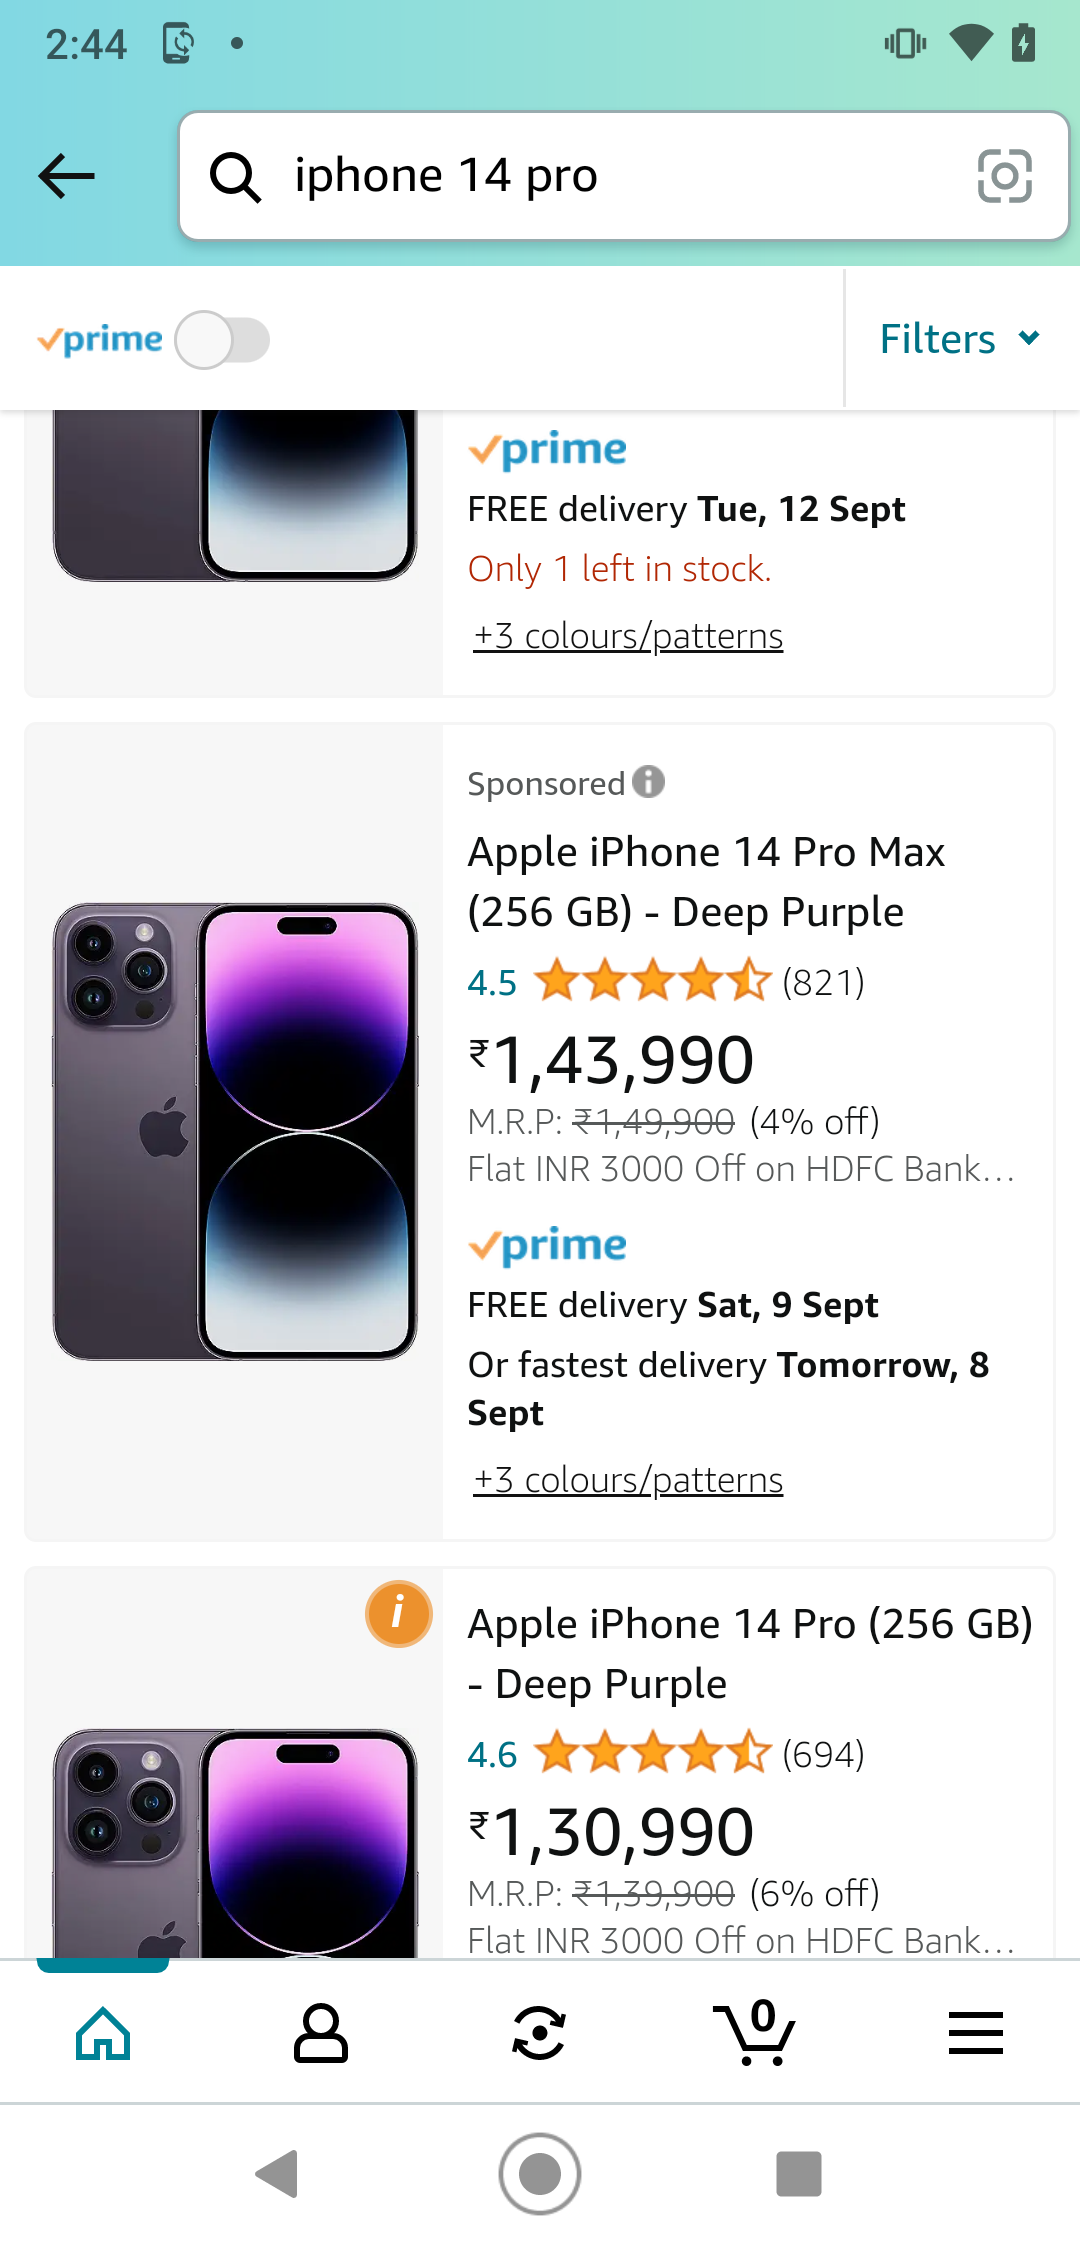 2:44
iphone 14 pro
prime
Filters
prime
FREE delivery Tue, 12 Sept
Only 1 left in stock.
+3 colours/patterns
Sponsored
Apple iPhone 14 Pro Max
(256 GB) - Deep Purple
4.5 (821)
₹1,43,990
M.R.P: ₹1,49,900 (4% off)
Flat INR 3000 Off on HDFC Bank...
prime
FREE delivery Sat, 9 Sept
Or fastest delivery Tomorrow, 8
Sept
+3 colours/patterns
i
Apple iPhone 14 Pro (256 GB)
- Deep Purple
4.6 (694)
₹1,30,990
M.R.P: ₹1,39,900 (6% off)
Flat INR 3000 Off on HDFC Bank...
0